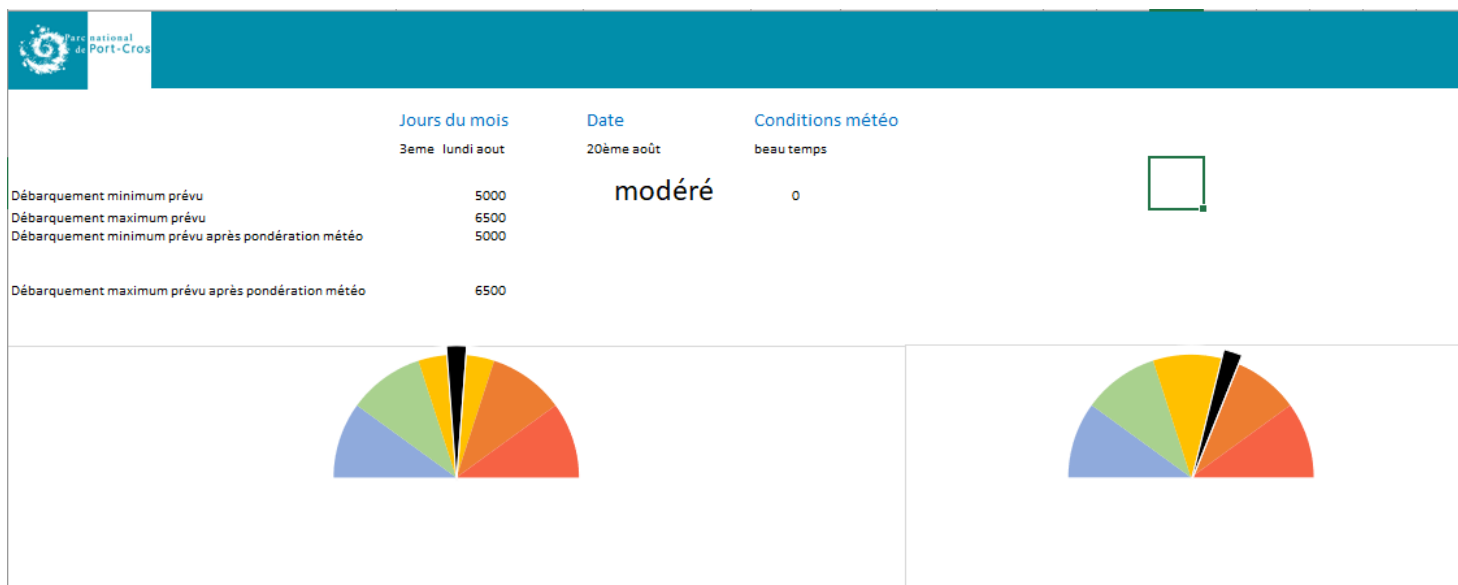 Parc national
de Port-Cros
Jours du mois Date Conditions météo
3eme lundi aout 20ème août beau temps
Débarquement minimum prévu 5000 modéré 0
Débarquement maximum prévu 6500
Débarquement minimum prévu après pondération météo 5000
Débarquement maximum prévu après pondération météo 6500